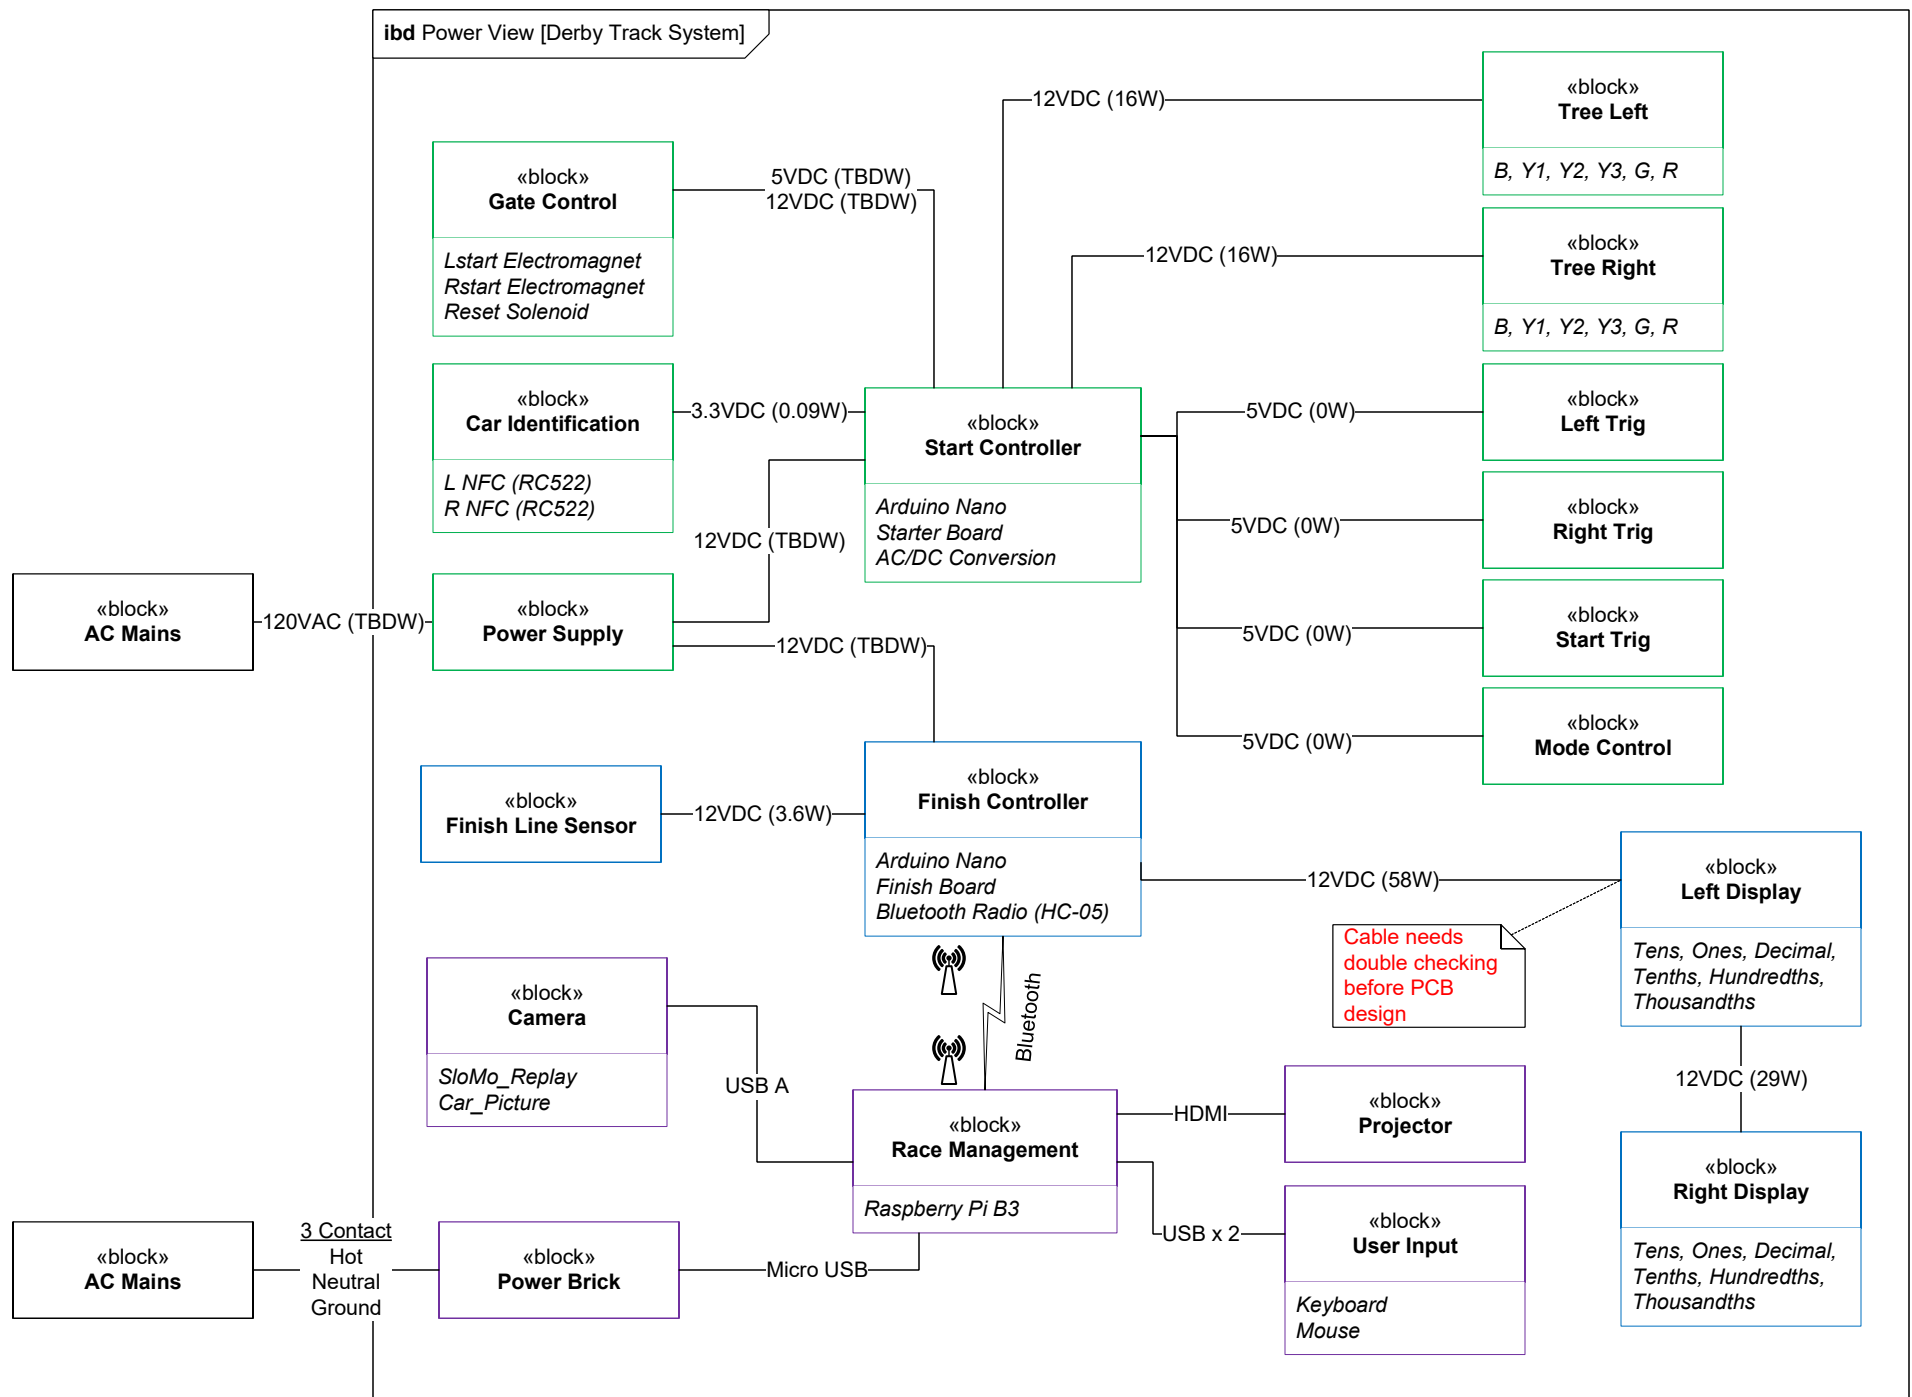 ibd Power View [Derby Track System]
«block»
Tree Left
B, Y1, Y2, Y3, G, R
12VDC (16W)
«block»
Gate Control
Lstart Electromagnet
Rstart Electromagnet
Reset Solenoid
5VDC (TBDW)
12VDC (TBDW)
«block»
Tree Right
B, Y1, Y2, Y3, G, R
12VDC (16W)
«block»
Car Identification
L NFC (RC522)
R NFC (RC522)
3.3VDC (0.09W)
«block»
Start Controller
Arduino Nano
Starter Board
AC/DC Conversion
5VDC (0W)
«block»
Left Trig
5VDC (0W)
«block»
Right Trig
12VDC (TBDW)
«block»
AC Mains
120VAC (TBDW)
«block»
Power Supply
12VDC (TBDW)
5VDC (0W)
«block»
Start Trig
5VDC (0W)
«block»
Mode Control
«block»
Finish Line Sensor
12VDC (3.6W)
«block»
Finish Controller
Arduino Nano
Finish Board
Bluetooth Radio (HC-05)
12VDC (58W)
«block»
Left Display
Tens, Ones, Decimal,
Tenths, Hundredths,
Thousandths
Cable needs
double checking
before PCB
design
Bluetooth
«block»
Camera
SloMo_Replay
Car_Picture
USB A
12VDC (29W)
«block»
Race Management
Raspberry Pi B3
HDMI
«block»
Projector
«block»
Right Display
Tens, Ones, Decimal,
Tenths, Hundredths,
Thousandths
USB x 2
«block»
User Input
Keyboard
Mouse
«block»
AC Mains
3 Contact
Hot
Neutral
Ground
«block»
Power Brick
Micro USB